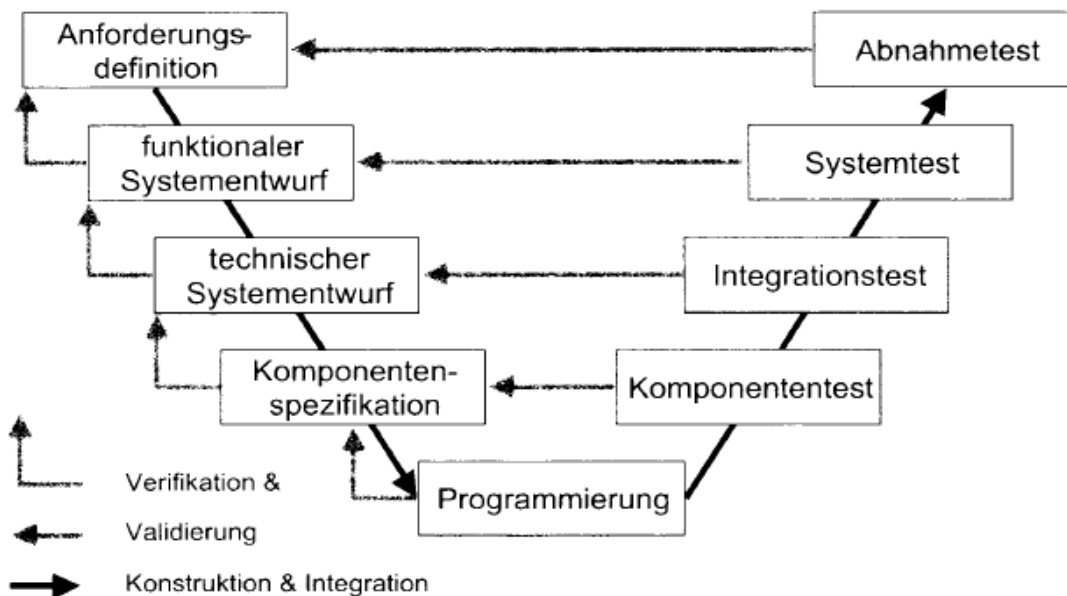 Anforderungs-
definition
Abnahmetest
funktionaler
Systementwurf
Systemtest
technischer
Systementwurf
Integrationstest
Komponenten-
spezifikation
Komponententest
Programmierung
Verifikation &
Validierung
Konstruktion & Integration